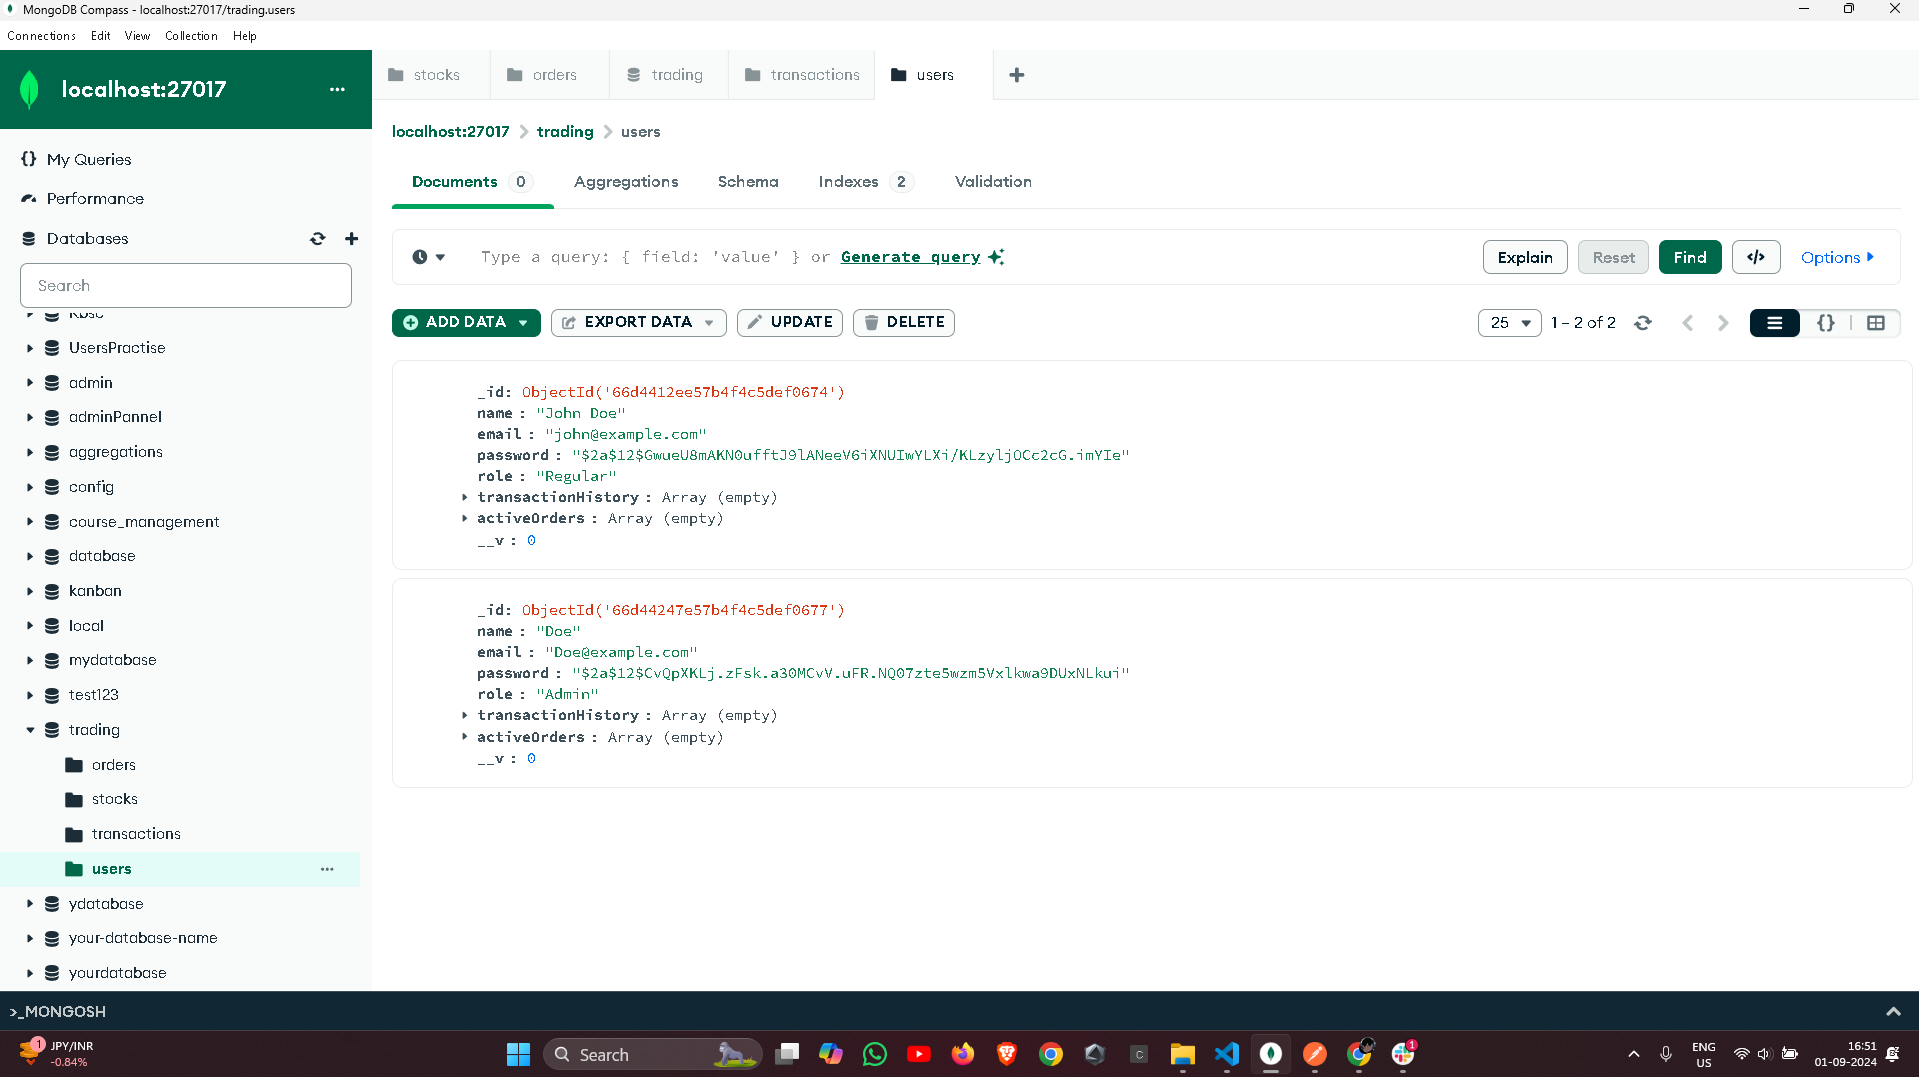 MongoDB Compass - localhost:27017/trading.users
Connections Edit View Collection Help
localhost:27017 ...
stocks orders trading transactions users
localhost:27017 > trading > users
{} My Queries
Performance
Databases
Search
UsersPractise
admin
adminPannel
aggregations
config
course_management
database
kanban
local
mydatabase
test123
trading
orders
stocks
transactions
users ...
ydatabase
your-database-name
yourdatabase
Documents 0 Aggregations Schema Indexes 2 Validation
Type a query: { field: 'value' } or Generate query
Explain Reset Find </> Options
ADD DATA EXPORT DATA UPDATE DELETE
25 1 – 2 of 2 {}
_id: ObjectId('66d4412ee57b4f4c5def0674')
name : "John Doe"
email : "john@example.com"
password : "$2a$12$GwueU8mAKN0ufftJ9lANeeV6iXNUIwYLXi/KLzyljOCc2cG.imYIe"
role : "Regular"
transactionHistory : Array (empty)
activeOrders : Array (empty)
__v : 0
_id: ObjectId('66d44247e57b4f4c5def0677')
name : "Doe"
email : "Doe@example.com"
password : "$2a$12$CvQpXKLj.zFsk.a30MCvV.uFR.NQ07zte5wzm5Vxlkwa9DUxNLkui"
role : "Admin"
transactionHistory : Array (empty)
activeOrders : Array (empty)
__v : 0
>_MONGOSH
1 JPY/INR
-0.84%
Search
C
1
ENG
US
16:51
01-09-2024